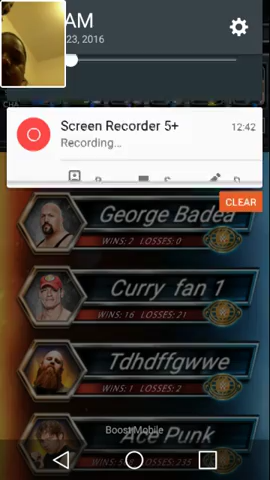 AM
23, 2016
Screen Recorder 5+
12:42
Recording...
CLEAR
George Badea
WINS: 2 LOSSES: 0
Curry fan 1
WINS: 16 LOSSES: 21
Tdhdffgwwe
WINS: 1 LOSSES: 2
Boost Mobile
Ace Punk
LOSSES: 235